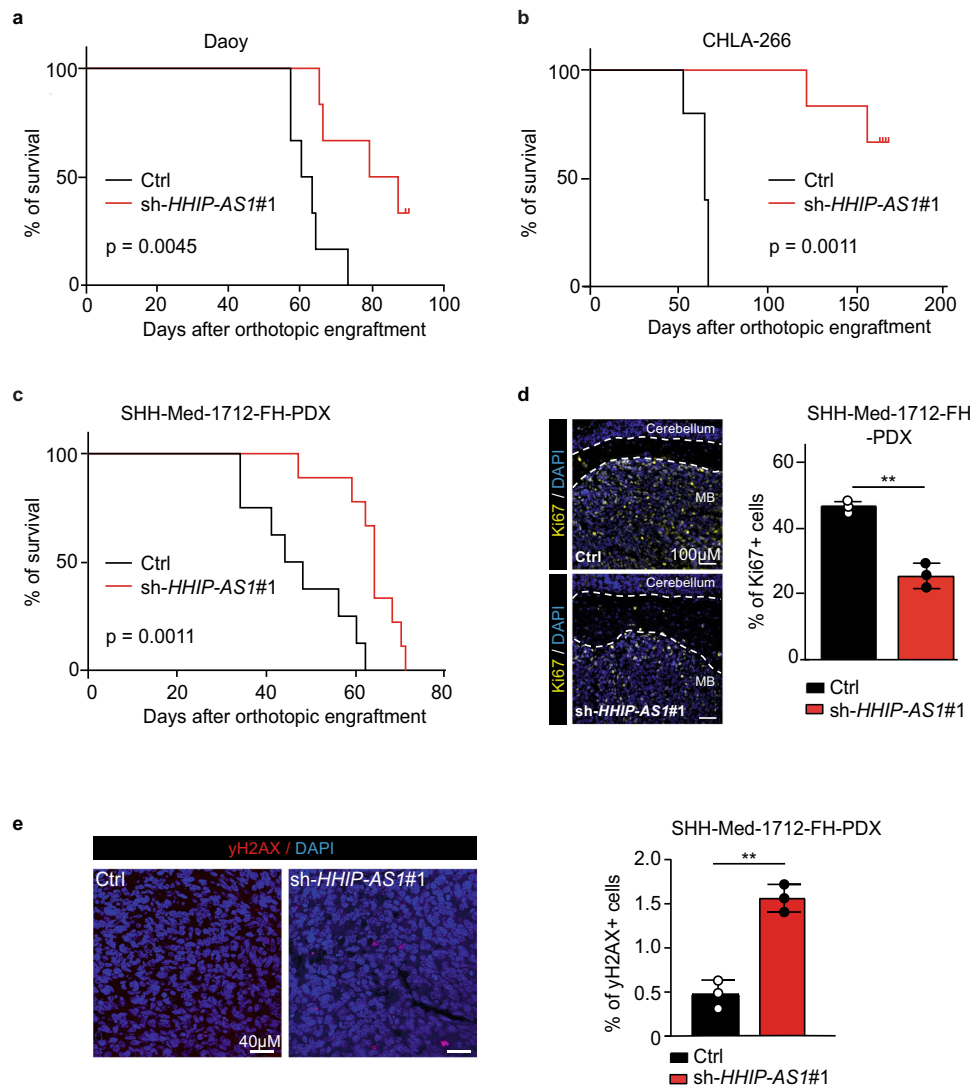 a
Daoy
100
50
0
% of survival
Ctrl
sh-HHIP-AS1#1
p = 0.0045
0 20 40 60 80 100
Days after orthotopic engraftment
b
CHLA-266
100
50
0
% of survival
Ctrl
sh-HHIP-AS1#1
p = 0.0011
0 50 100 150 200
Days after orthotopic engraftment
c
SHH-Med-1712-FH-PDX
100
50
0
% of survival
Ctrl
sh-HHIP-AS1#1
p = 0.0011
0 20 40 60 80
Days after orthotopic engraftment
d
Ki67 / DAPI
Cerebellum
MB
Ctrl
100μM
Ki67 / DAPI
Cerebellum
MB
sh-HHIP-AS1#1
SHH-Med-1712-FH
-PDX
60
40
20
0
% of Ki67+ cells
**
Ctrl
sh-HHIP-AS1#1
e
yH2AX / DAPI
Ctrl
40μM
sh-HHIP-AS1#1
SHH-Med-1712-FH-PDX
2.0
1.5
1.0
0.5
0
% of yH2AX+ cells
**
Ctrl
sh-HHIP-AS1#1